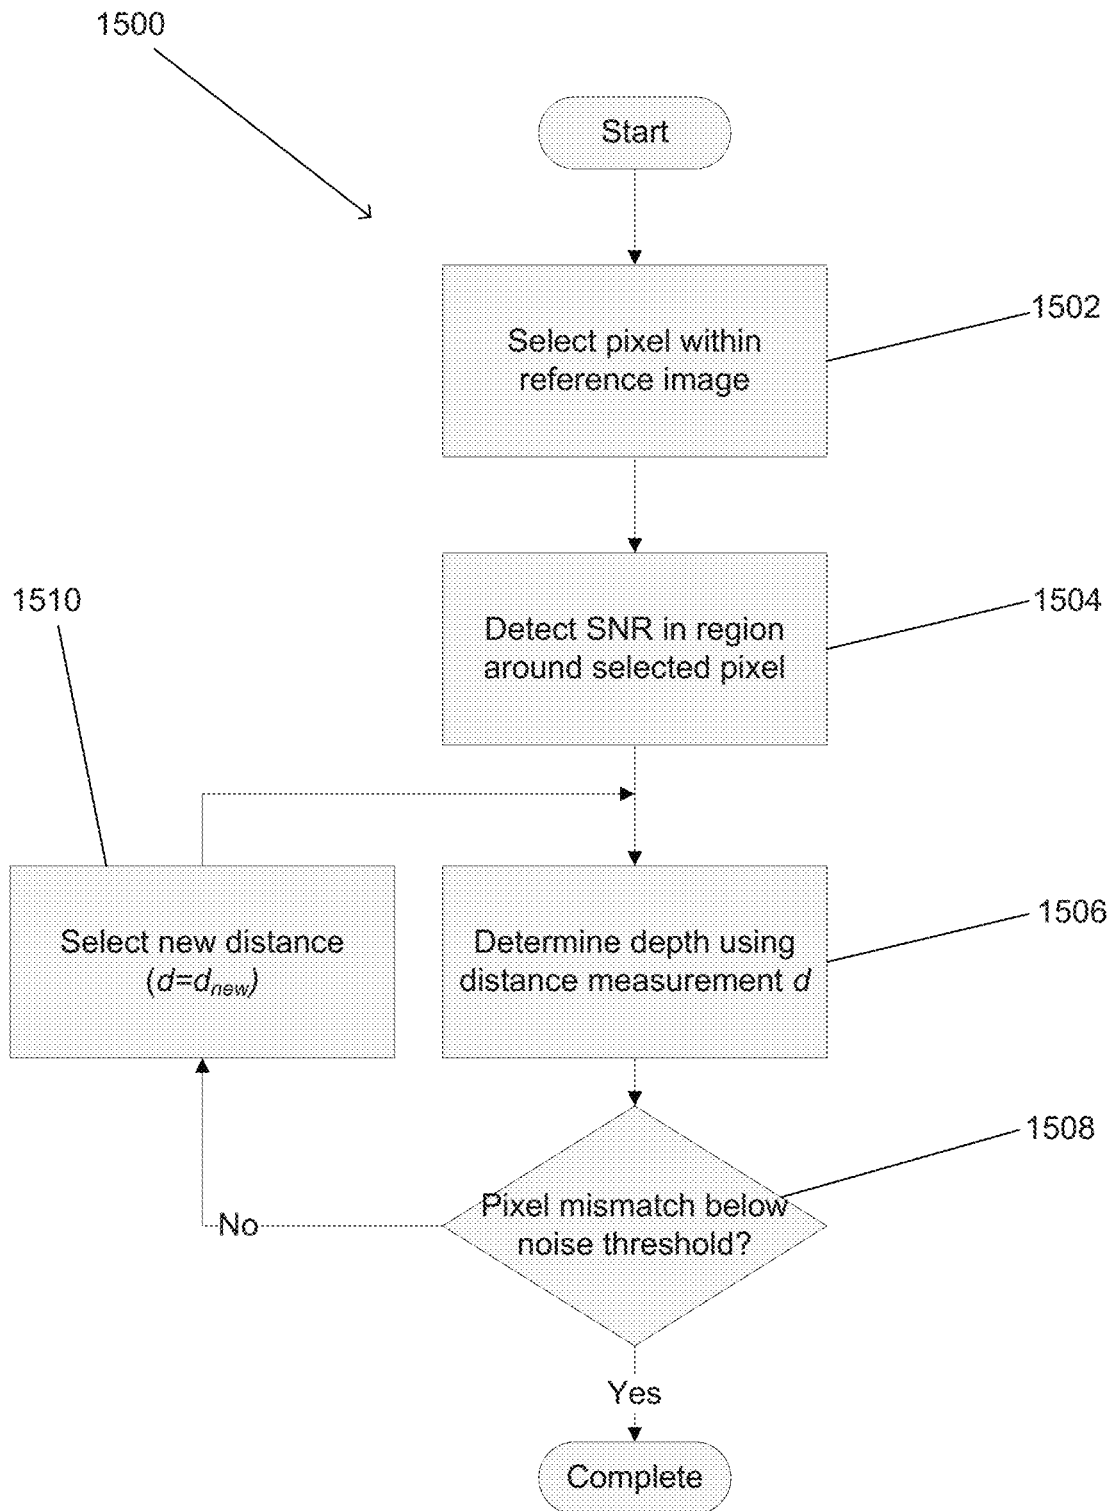 1500
Start
1502
Select pixel within
reference image
1504
Detect SNR in region
around selected pixel
1510
1506
Select new distance
(d=dnew)
Determine depth using
distance measurement d
1508
Pixel mismatch below
noise threshold?
No
Yes
Complete